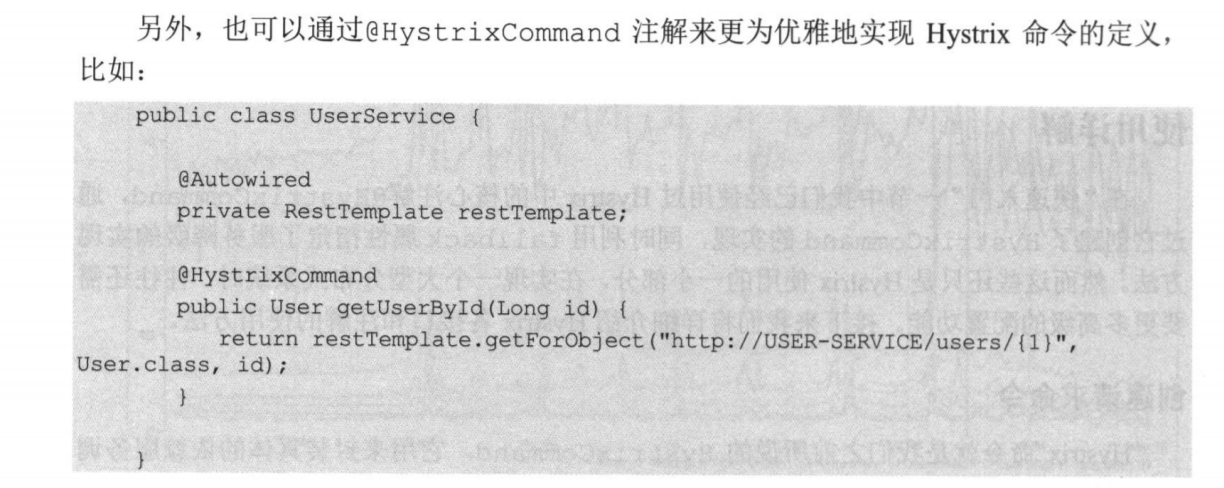 另外，也可以通过@HystrixCommand 注解来更为优雅地实现 Hystrix 命令的定义，
比如：
public class UserService {
@Autowired
private RestTemplate restTemplate;
@HystrixCommand
public User getUserById(Long id) {
return restTemplate.getForObject("http://USER-SERVICE/users/{1}",
User.class, id);
}
}